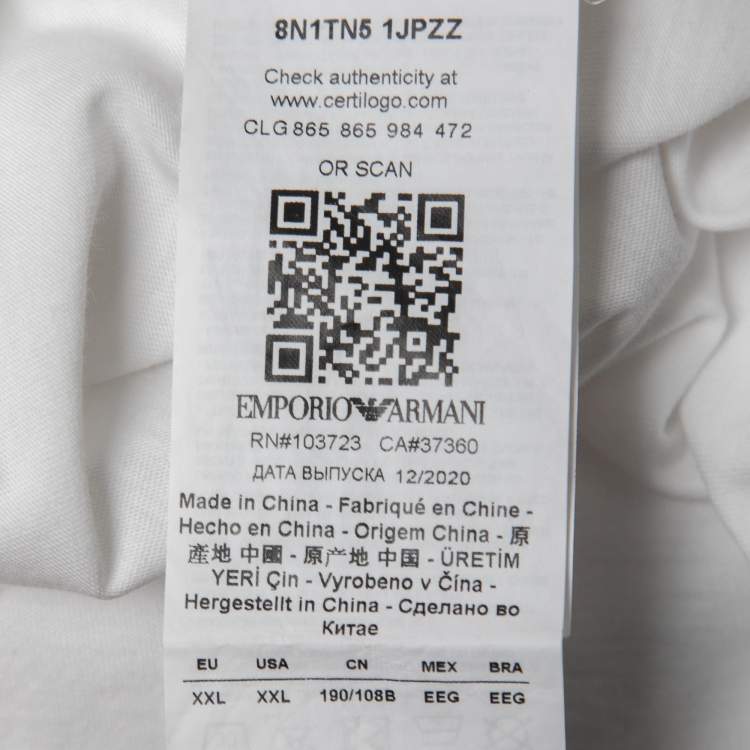 8N1TN5 1JPZZ
Check authenticity at
www.certilogo.com
CLG 865 865 984 472
OR SCAN
EMPORIO ARMANI
RN#103723 CA#37360
ДАТА ВЫПУСКА 12/2020
Made in China - Fabriqué en Chine -
Hecho en China - Origem China - 原
產地 中國 - 原产地 中国 - ÜRETİM
YERİ Çin - Vyrobeno v Čína -
Hergestellt in China - Сделано во
Китае
EU USA CN MEX BRA
XXL XXL 190/108B EEG EEG